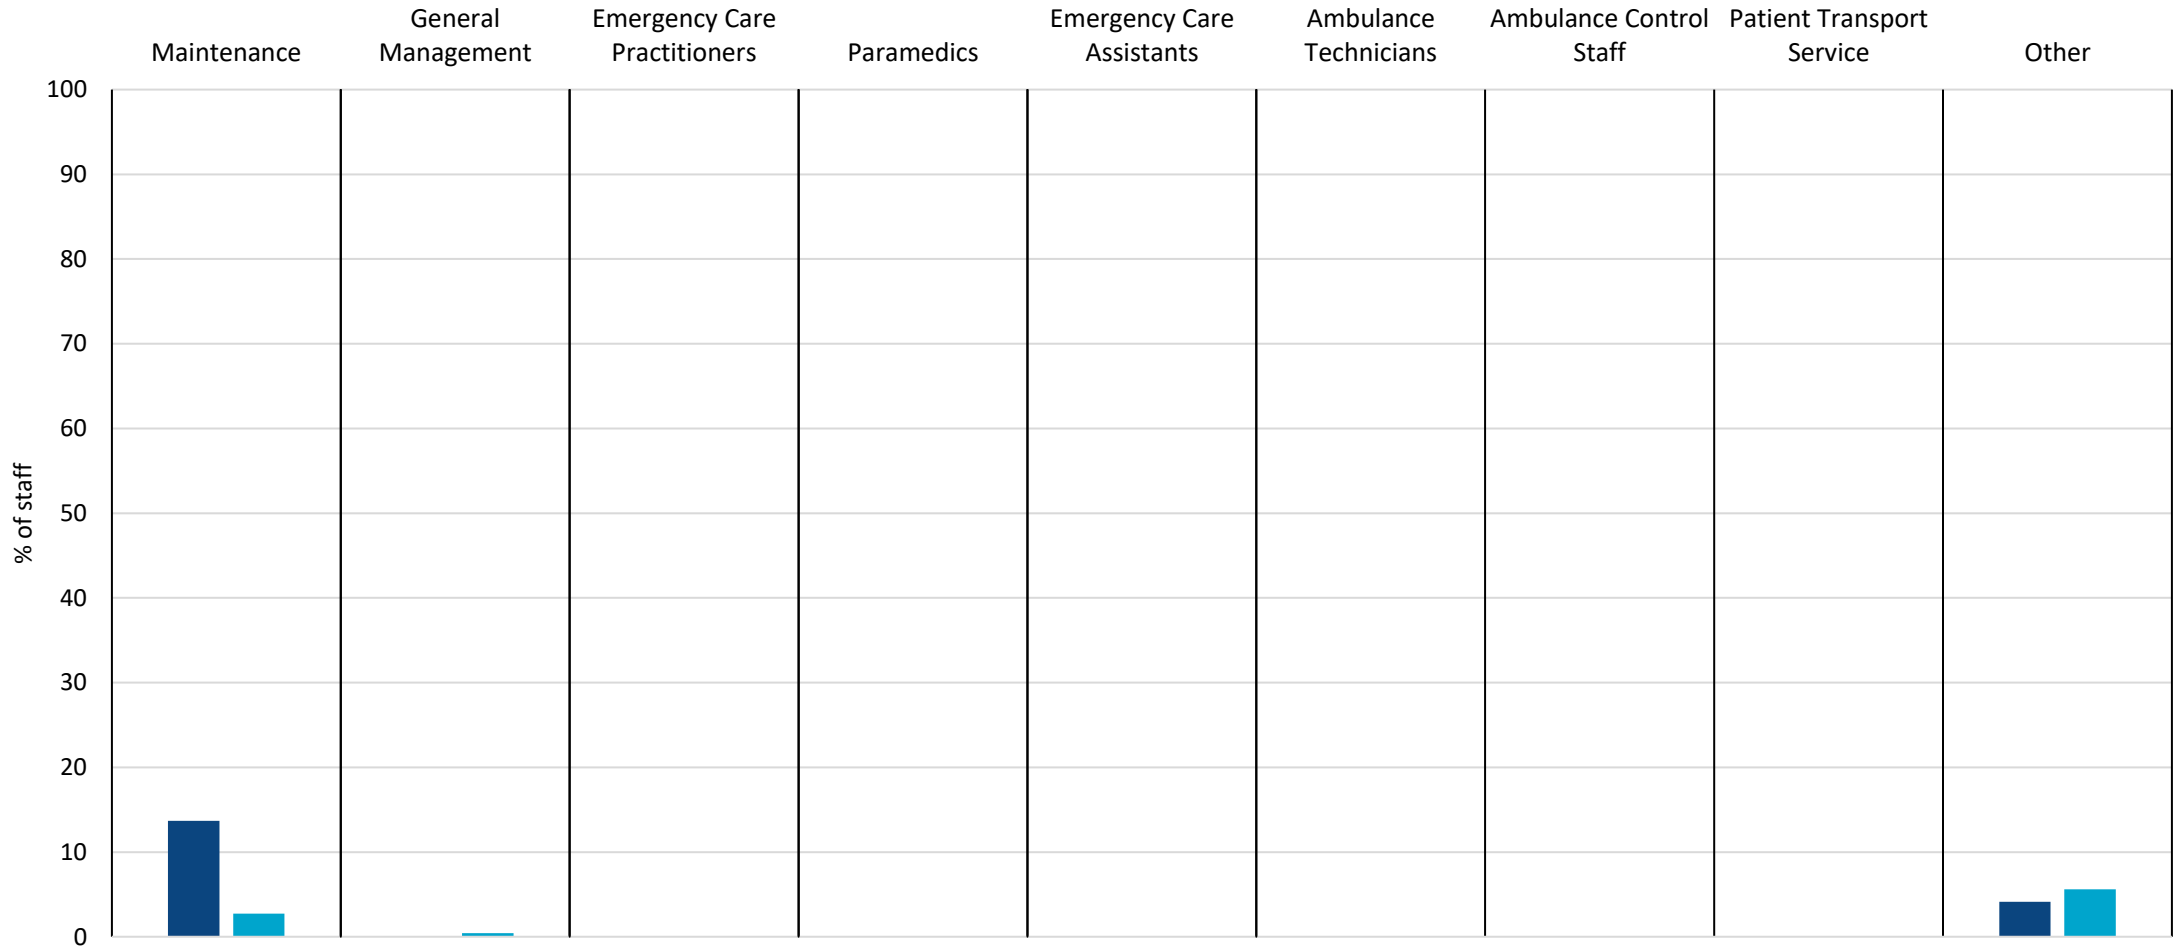 Maintenance
General
Management
Emergency Care
Practitioners
Paramedics
Emergency Care
Assistants
Ambulance
Technicians
Ambulance Control
Staff
Patient Transport
Service
Other
% of staff
100
90
80
70
60
50
40
30
20
10
0